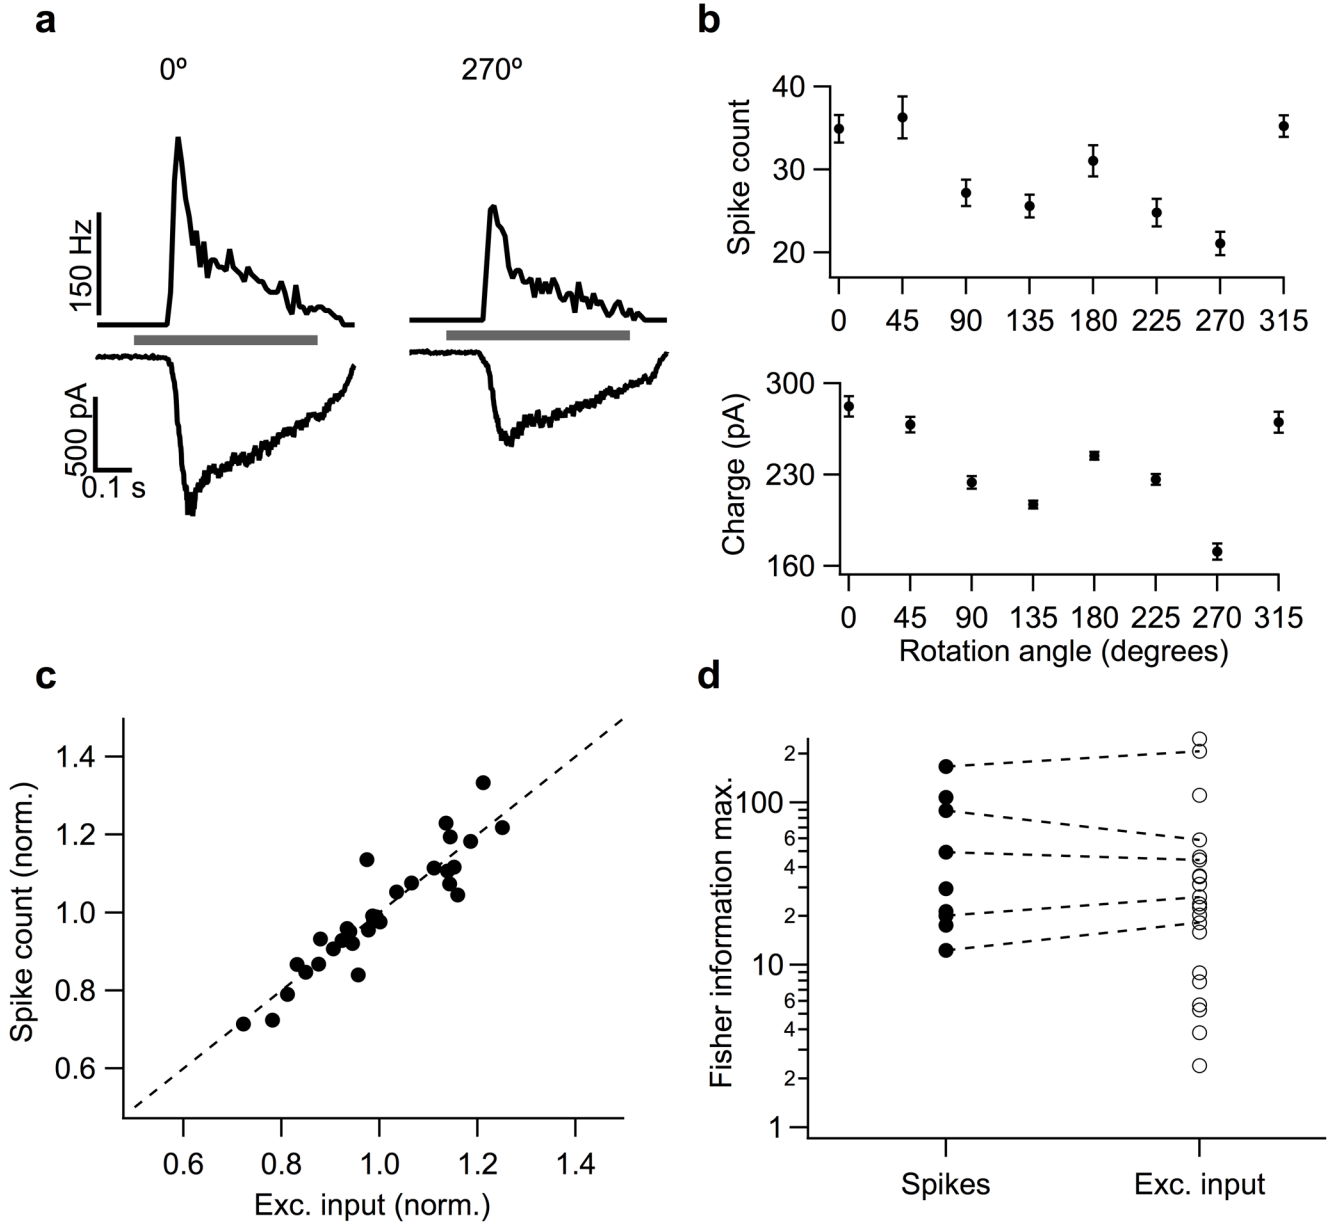 a
0º
270º
150 Hz
500 pA
0.1 s
b
Spike count
40
30
20
0 45 90 135 180 225 270 315
Charge (pA)
300
230
160
0 45 90 135 180 225 270 315
Rotation angle (degrees)
c
Spike count (norm.)
1.4
1.2
1.0
0.8
0.6
0.6 0.8 1.0 1.2 1.4
Exc. input (norm.)
d
Fisher information max.
2
100
6
4
2
10
6
4
2
1
Spikes Exc. input